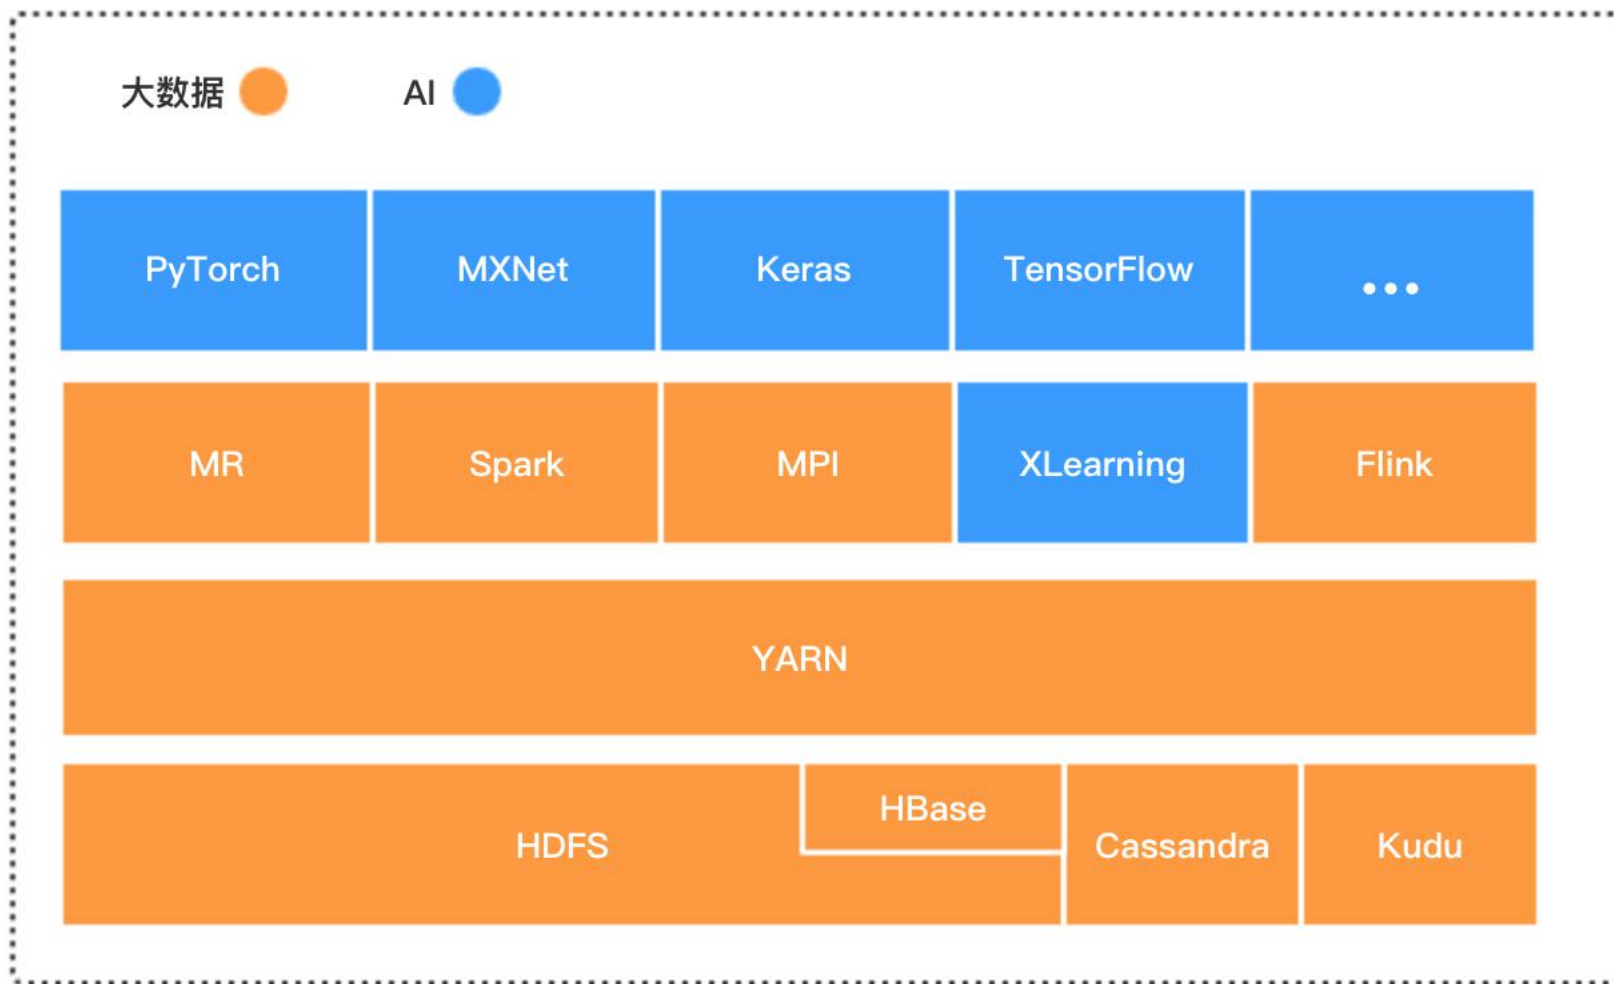 大数据
AI
PyTorch
MXNet
Keras
TensorFlow
...
MR
Spark
MPI
XLearning
Flink
YARN
HDFS
HBase
Cassandra
Kudu